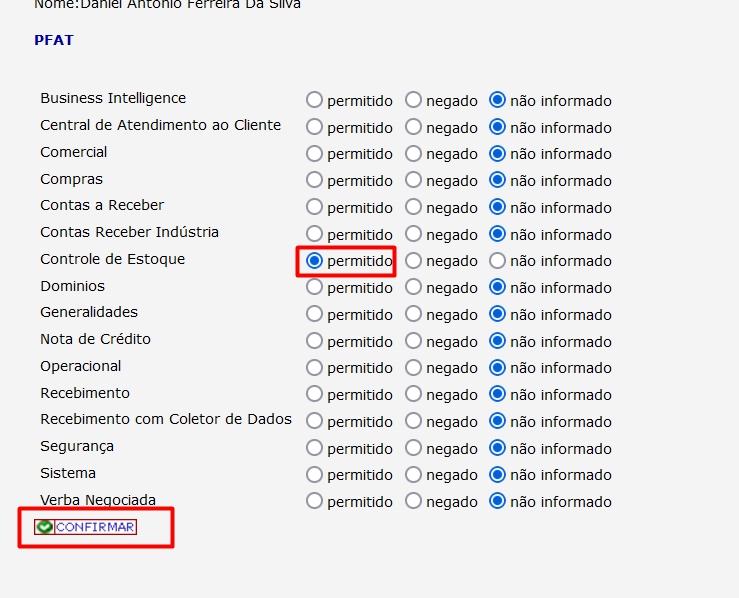 Nome:Daniel Antonio Ferreira Da Silva
PFAT
Business Intelligence permitido negado não informado
Central de Atendimento ao Cliente permitido negado não informado
Comercial permitido negado não informado
Compras permitido negado não informado
Contas a Receber permitido negado não informado
Contas Receber Indústria permitido negado não informado
Controle de Estoque permitido negado não informado
Dominios permitido negado não informado
Generalidades permitido negado não informado
Nota de Crédito permitido negado não informado
Operacional permitido negado não informado
Recebimento permitido negado não informado
Recebimento com Coletor de Dados permitido negado não informado
Segurança permitido negado não informado
Sistema permitido negado não informado
Verba Negociada permitido negado não informado
CONFIRMAR